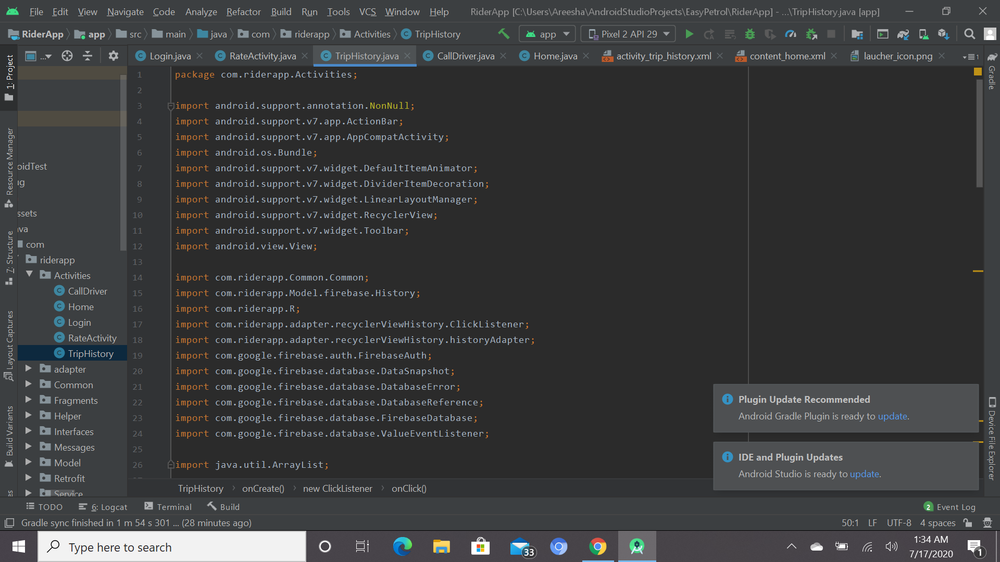 File Edit View Navigate Code Analyze Refactor Build Run Tools VCS Window Help RiderApp [C:\Users\Areesha\AndroidStudioProjects\EasyPetrol\RiderApp] - ...\TripHistory.java [app]
RiderApp app src main java com riderapp Activities TripHistory app Pixel 2 API 29
... Login.java RateActivity.java TripHistory.java CallDriver.java Home.java activity_trip_history.xml content_home.xml laucher_icon.png 1
1: Project
Resource Manager
7: Structure
Layout Captures
Build Variants
es
oidTest
ug
ssets
ava
com
riderapp
Activities
CallDriver
Home
Login
RateActivity
TripHistory
adapter
Common
Fragments
Helper
Interfaces
Messages
Model
Retrofit
Service
1 package com.riderapp.Activities;
2
3 import android.support.annotation.NonNull;
4 import android.support.v7.app.ActionBar;
5 import android.support.v7.app.AppCompatActivity;
6 import android.os.Bundle;
7 import android.support.v7.widget.DefaultItemAnimator;
8 import android.support.v7.widget.DividerItemDecoration;
9 import android.support.v7.widget.LinearLayoutManager;
10 import android.support.v7.widget.RecyclerView;
11 import android.support.v7.widget.Toolbar;
12 import android.view.View;
13
14 import com.riderapp.Common.Common;
15 import com.riderapp.Model.firebase.History;
16 import com.riderapp.R;
17 import com.riderapp.adapter.recyclerViewHistory.ClickListener;
18 import com.riderapp.adapter.recyclerViewHistory.historyAdapter;
19 import com.google.firebase.auth.FirebaseAuth;
20 import com.google.firebase.database.DataSnapshot;
21 import com.google.firebase.database.DatabaseError;
22 import com.google.firebase.database.DatabaseReference;
23 import com.google.firebase.database.FirebaseDatabase;
24 import com.google.firebase.database.ValueEventListener;
25
26 import java.util.ArrayList;
Gradle
Device File Explorer
Plugin Update Recommended
Android Gradle Plugin is ready to update.
IDE and Plugin Updates
Android Studio is ready to update.
TripHistory onCreate() new ClickListener onClick()
TODO 6: Logcat Terminal Build 2 Event Log
Gradle sync finished in 1 m 54 s 301 ... (28 minutes ago) 50:1 LF UTF-8 4 spaces
Type here to search 33 1:34 AM
7/17/2020 1